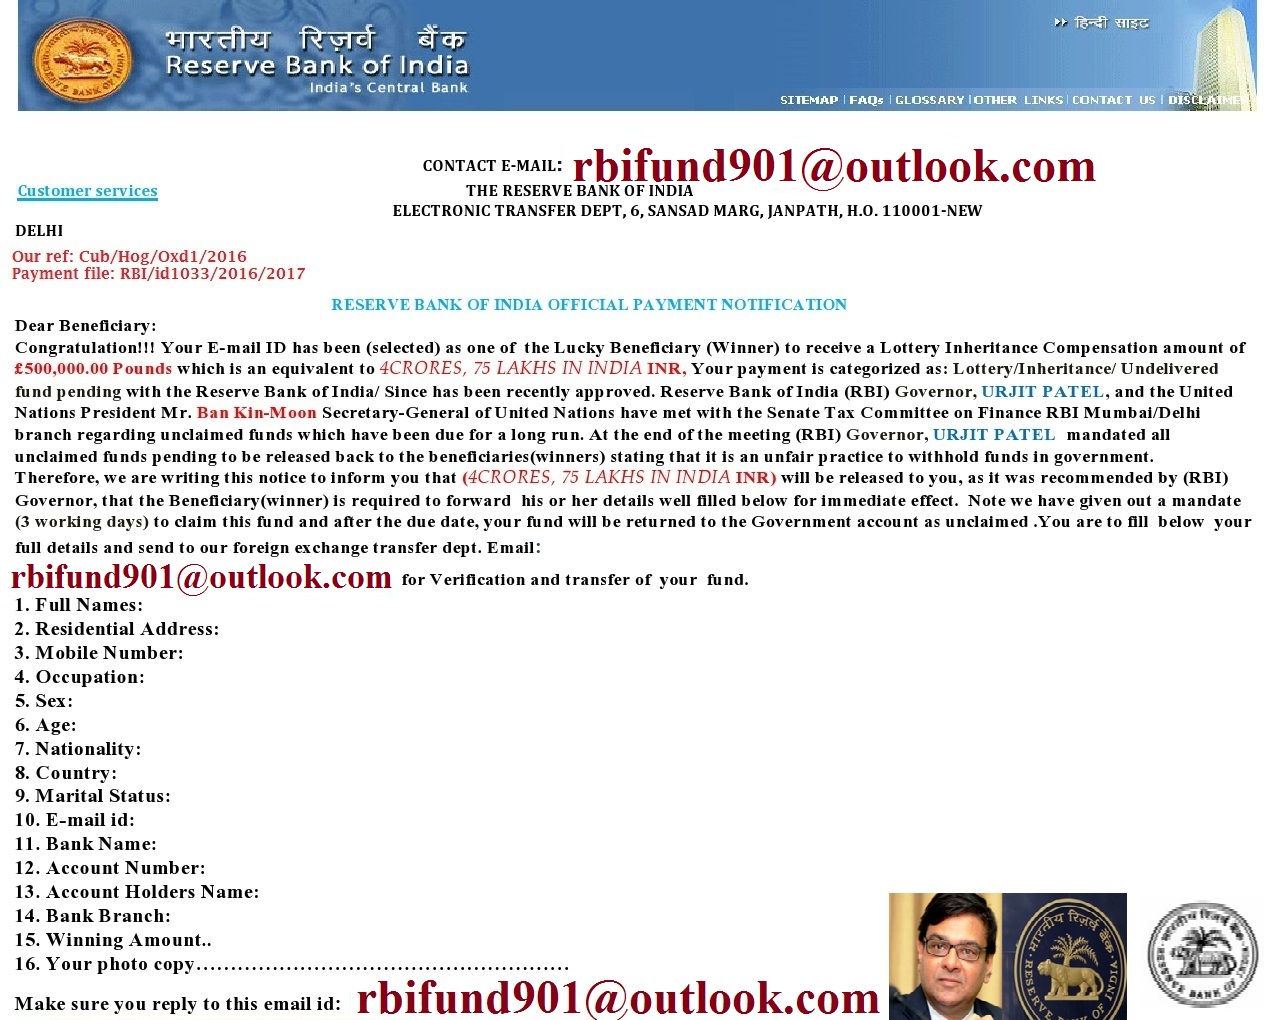 भारतीय रिज़र्व बैंक
Reserve Bank of India
India's Central Bank
हिन्दी साइट
SITEMAP | FAQs | GLOSSARY | OTHER LINKS | CONTACT US | DISCLAIME
CONTACT E-MAIL: rbifund901@outlook.com
Customer services THE RESERVE BANK OF INDIA
ELECTRONIC TRANSFER DEPT, 6, SANSAD MARG, JANPATH, H.O. 110001-NEW
DELHI
Our ref: Cub/Hog/Oxd1/2016
Payment file: RBI/id1033/2016/2017
RESERVE BANK OF INDIA OFFICIAL PAYMENT NOTIFICATION
Dear Beneficiary:
Congratulation!!! Your E-mail ID has been (selected) as one of the Lucky Beneficiary (Winner) to receive a Lottery Inheritance Compensation amount of
£500,000.00 Pounds which is an equivalent to 4CRORES, 75 LAKHS IN INDIA INR, Your payment is categorized as: Lottery/Inheritance/ Undelivered
fund pending with the Reserve Bank of India/ Since has been recently approved. Reserve Bank of India (RBI) Governor, URJIT PATEL, and the United
Nations President Mr. Ban Kin-Moon Secretary-General of United Nations have met with the Senate Tax Committee on Finance RBI Mumbai/Delhi
branch regarding unclaimed funds which have been due for a long run. At the end of the meeting (RBI) Governor, URJIT PATEL mandated all
unclaimed funds pending to be released back to the beneficiaries(winners) stating that it is an unfair practice to withhold funds in government.
Therefore, we are writing this notice to inform you that (4CRORES, 75 LAKHS IN INDIA INR) will be released to you, as it was recommended by (RBI)
Governor, that the Beneficiary(winner) is required to forward his or her details well filled below for immediate effect. Note we have given out a mandate
(3 working days) to claim this fund and after the due date, your fund will be returned to the Government account as unclaimed .You are to fill below your
full details and send to our foreign exchange transfer dept. Email:
rbifund901@outlook.com for Verification and transfer of your fund.
1. Full Names:
2. Residential Address:
3. Mobile Number:
4. Occupation:
5. Sex:
6. Age:
7. Nationality:
8. Country:
9. Marital Status:
10. E-mail id:
11. Bank Name:
12. Account Number:
13. Account Holders Name:
14. Bank Branch:
15. Winning Amount..
16. Your photo copy......................................................
Make sure you reply to this email id: rbifund901@outlook.com